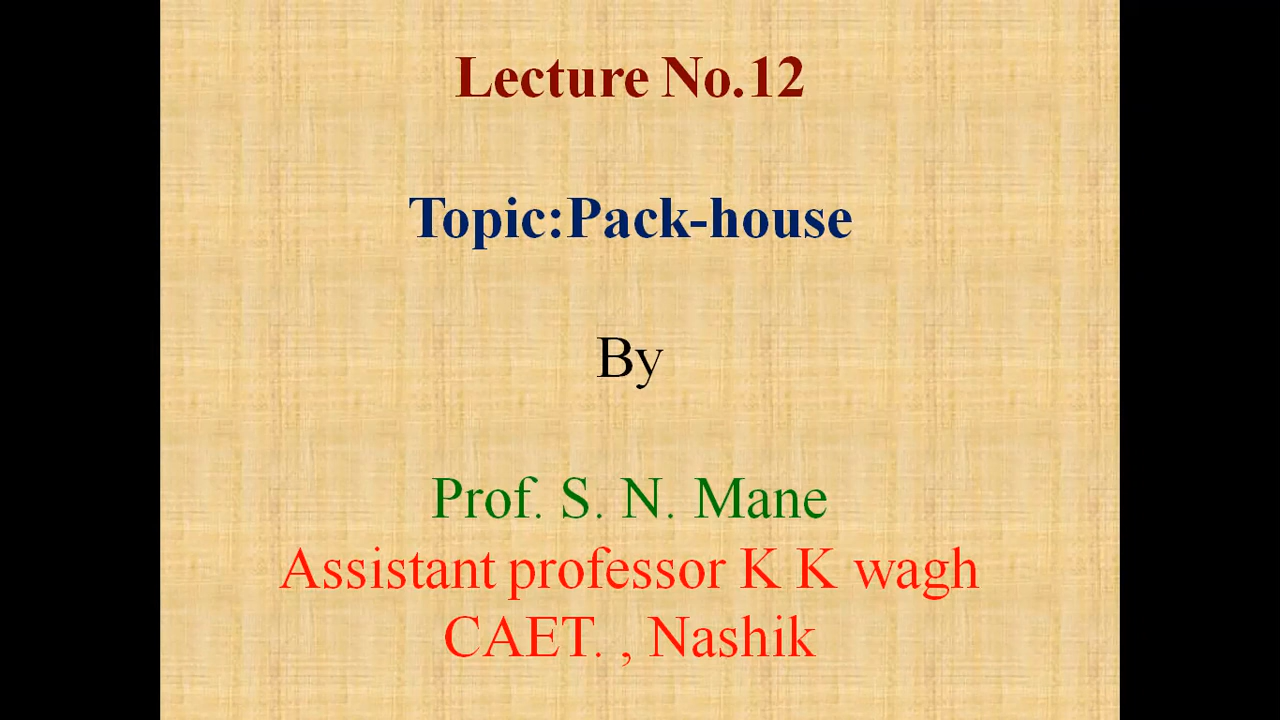 Lecture No.12
Topic:Pack-house
By
Prof. S. N. Mane
Assistant professor K K wagh
CAET. , Nashik